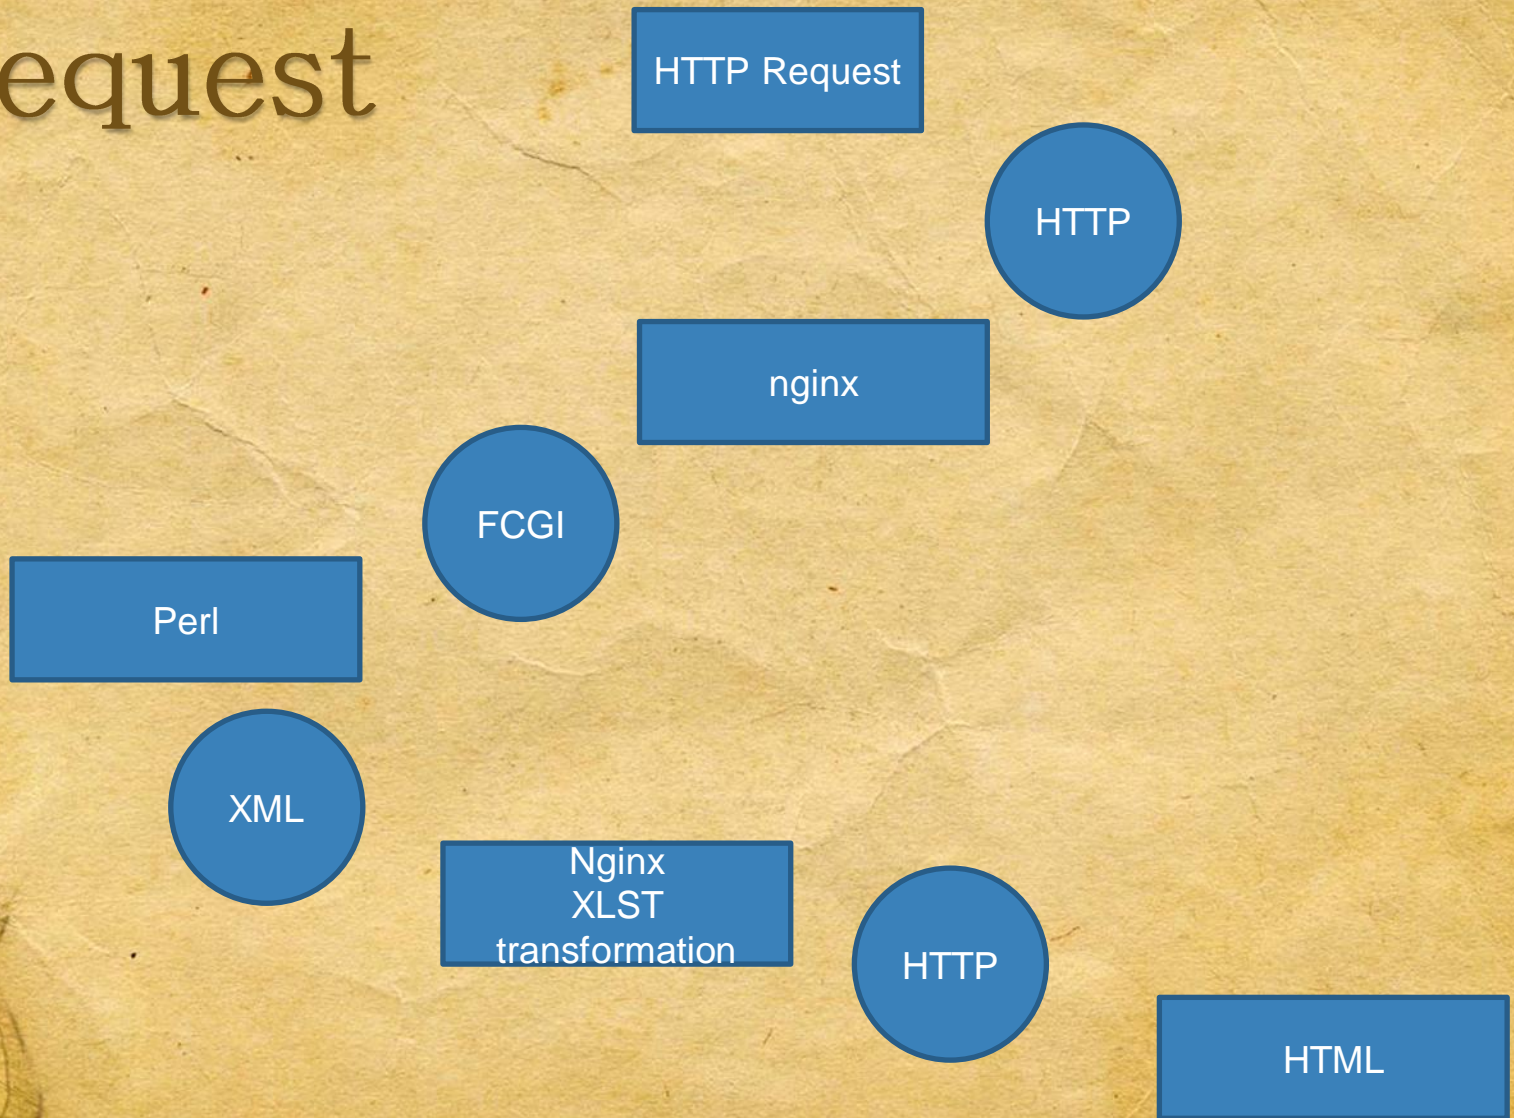 equest
HTTP Request
HTTP
nginx
FCGI
Perl
XML
Nginx
XLST
transformation
HTTP
HTML